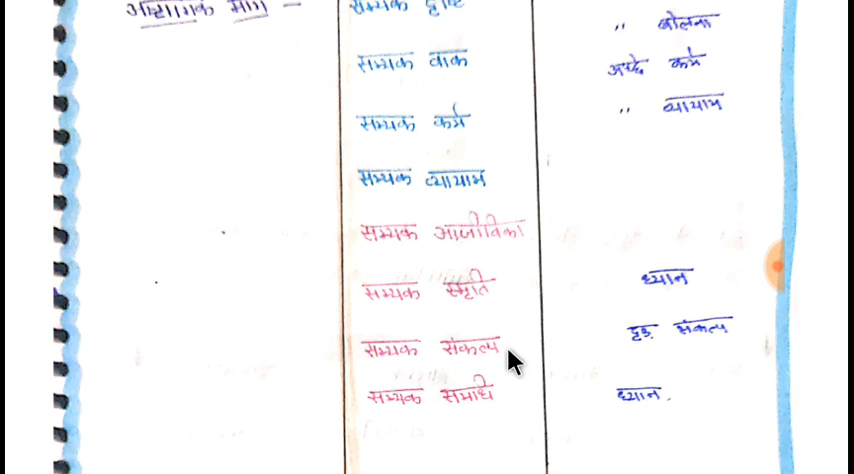 अष्टागिक मार्ग – सम्यक दृष्टि
" बोलना
सम्यक वाक अच्छे कर्म
सम्यक कर्म " व्यायाम
सम्यक व्यायाम
सम्यक आजीविका
सम्यक स्मृति ध्यान
सम्यक संकल्प दृढ़ संकल्प
सम्यक समाधि ध्यान.